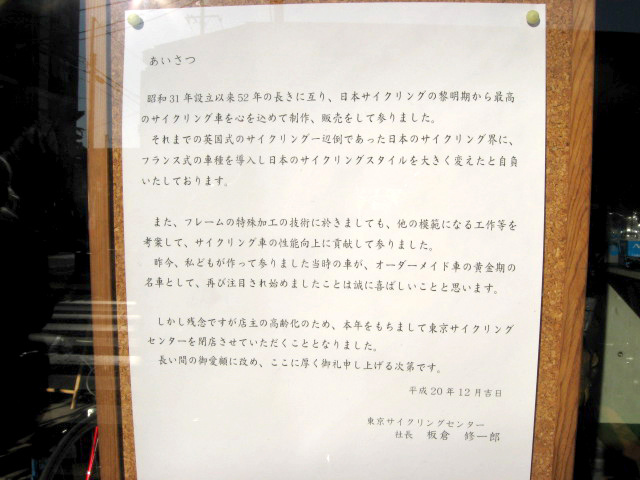 あいさつ
昭和31年設立以来52年の長きに亙り、日本サイクリングの黎明期から最高
のサイクリング車を心を込めて制作、販売をして参りました。
それまでの英国式のサイクリング一辺倒であった日本のサイクリング界に、
フランス式の車種を導入し日本のサイクリングスタイルを大きく変えたと自負
いたしております。
また、フレームの特殊加工の技術に於きましても、他の模範になる工作等を
考案して、サイクリング車の性能向上に貢献して参りました。
昨今、私どもが作って参りました当時の車が、オーダーメイド車の黄金期の
名車として、再び注目され始めましたことは誠に喜ばしいことと思います。
しかし残念ですが店主の高齢化のため、本年をもちまして東京サイクリング
センターを閉店させていただくこととなりました。
長い間の御愛顧に改め、ここに厚く御礼申し上げる次第です。
平成20年12月吉日
東京サイクリングセンター
社長 板倉 修一郎